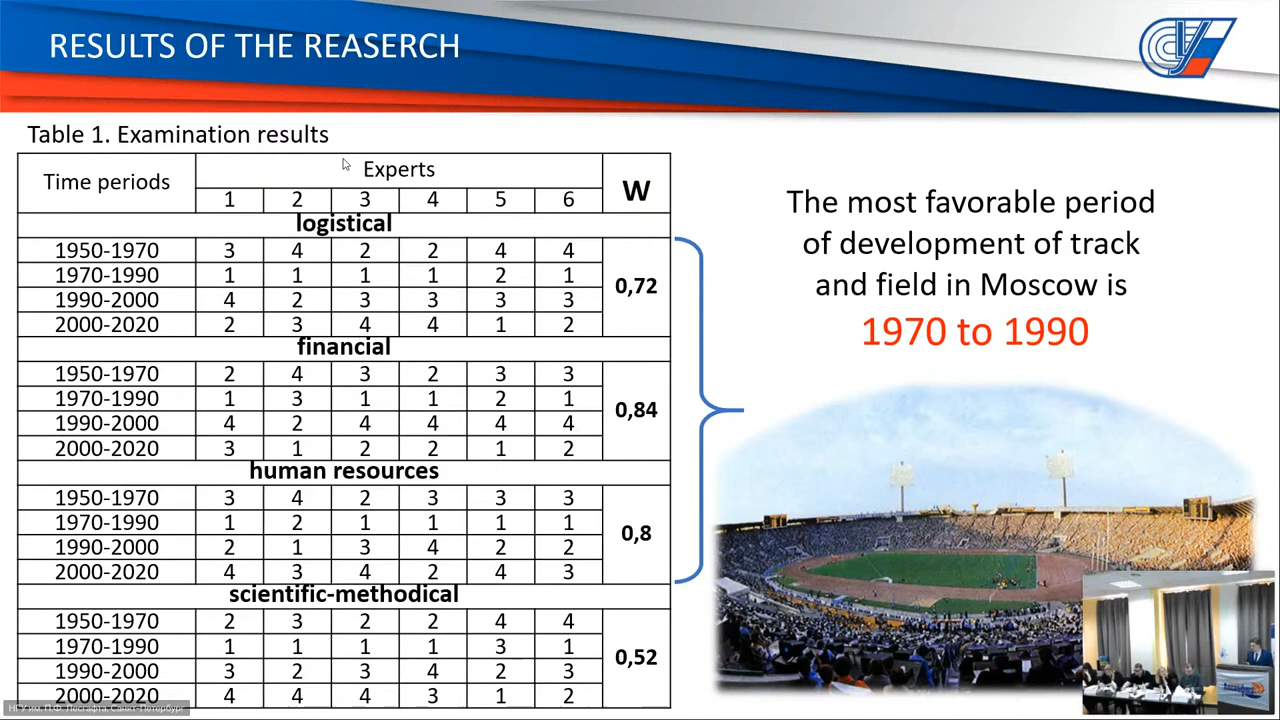 RESULTS OF THE REASERCH
Table 1. Examination results
Time periods Experts W
1 2 3 4 5 6
logistical
1950-1970 3 4 2 2 4 4
1970-1990 1 1 1 1 2 1
0,72
1990-2000 4 2 3 3 3 3
2000-2020 2 3 4 4 1 2
financial
1950-1970 2 4 3 2 3 3
1970-1990 1 3 1 1 2 1
0,84
1990-2000 4 2 4 4 4 4
2000-2020 3 1 2 2 1 2
human resources
1950-1970 3 4 2 3 3 3
1970-1990 1 2 1 1 1 1
0,8
1990-2000 2 1 3 4 2 2
2000-2020 4 3 4 2 4 3
scientific-methodical
1950-1970 2 3 2 2 4 4
1970-1990 1 1 1 1 3 1
0,52
1990-2000 3 2 3 4 2 3
2000-2020 4 4 4 3 1 2
The most favorable period
of development of track
and field in Moscow is
1970 to 1990
НГУ им. П.Ф. Лесгафта, Санкт-Петербург